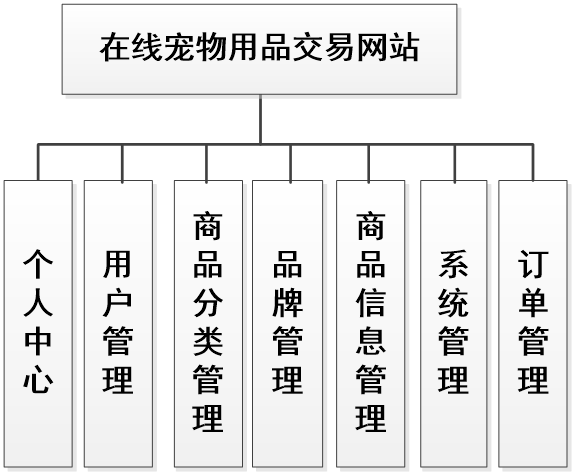 在线宠物用品交易网站
个人中心
用户管理
商品分类管理
品牌管理
商品信息管理
系统管理
订单管理